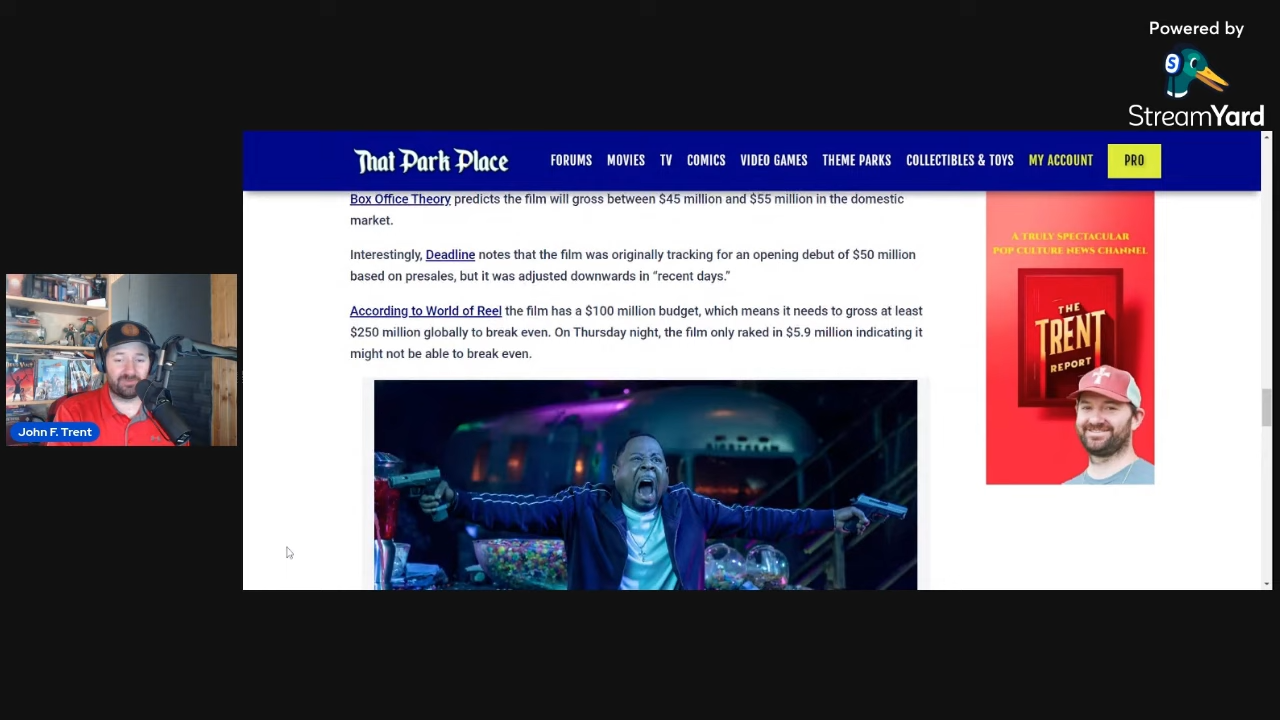 Powered by
S
StreamYard
That Park Place
FORUMS MOVIES TV COMICS VIDEO GAMES THEME PARKS COLLECTIBLES & TOYS MY ACCOUNT PRO
Box Office Theory predicts the film will gross between $45 million and $55 million in the domestic
market.
Interestingly, Deadline notes that the film was originally tracking for an opening debut of $50 million
based on presales, but it was adjusted downwards in “recent days.”
According to World of Reel the film has a $100 million budget, which means it needs to gross at least
$250 million globally to break even. On Thursday night, the film only raked in $5.9 million indicating it
might not be able to break even.
AIRSTREAM
A TRULY SPECTACULAR
POP CULTURE NEWS CHANNEL
THE
TRENT
REPORT
John F. Trent